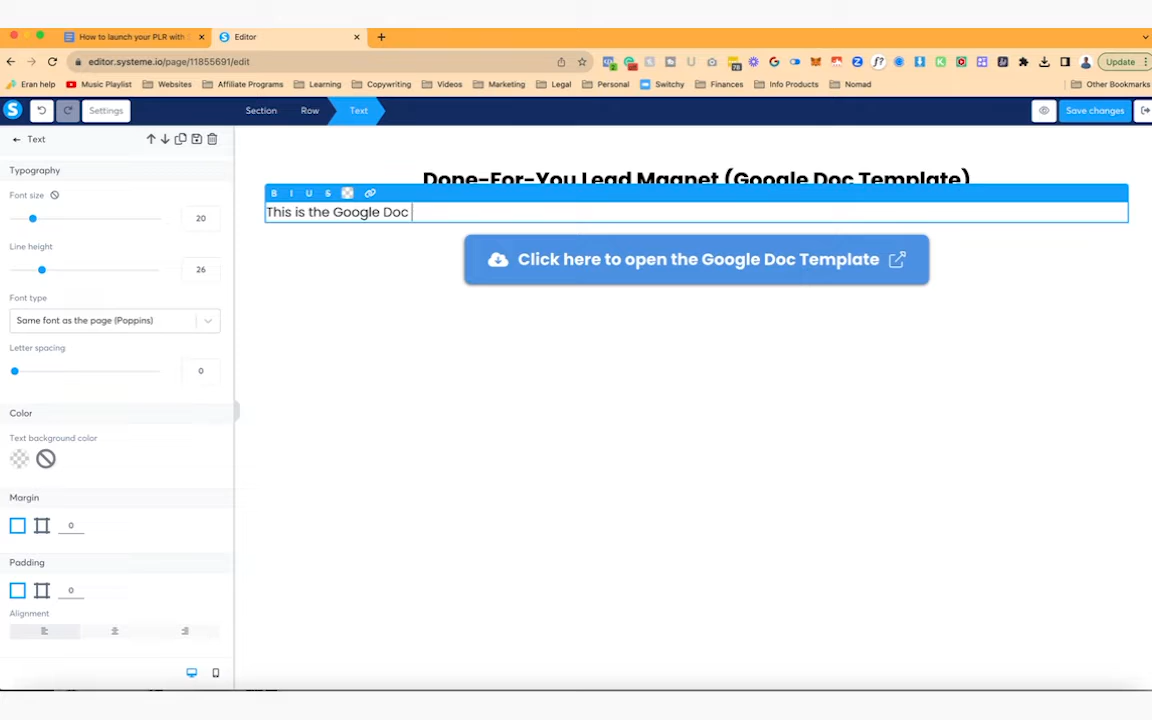 How to launch your PLR with
Editor
editor.systeme.io/page/11855691/edit
Update
Eran help
Music Playlist
Websites
Affiliate Programs
Learning
Copywriting
Videos
Marketing
Legal
Personal
Switchy
Finances
Info Products
Nomad
Other Bookmarks
S
Settings
Section
Row
Text
Save changes
Text
Typography
Font size
20
Line height
26
Font type
Same font as the page (Poppins)
Letter spacing
0
Color
Text background color
Margin
0
Padding
0
Alignment
Done-For-You Lead Magnet (Google Doc Template)
B I U S
This is the Google Doc
Click here to open the Google Doc Template